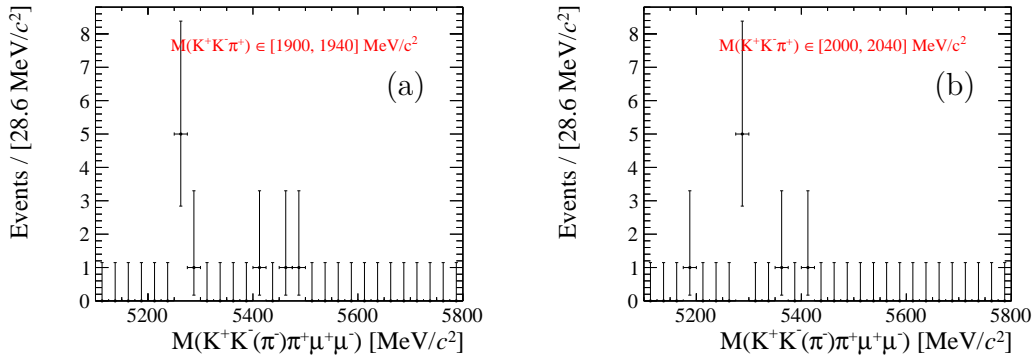 M(K⁺K⁻π⁺) ∈ [1900, 1940] MeV/c²
(a)
Events / [28.6 MeV/c²]
8
7
6
5
4
3
2
1
0
5200 5400 5600 5800
M(K⁺K⁻(π⁻)π⁺μ⁺μ⁻) [MeV/c²]
M(K⁺K⁻π⁺) ∈ [2000, 2040] MeV/c²
(b)
Events / [28.6 MeV/c²]
8
7
6
5
4
3
2
1
0
5200 5400 5600 5800
M(K⁺K⁻(π⁻)π⁺μ⁺μ⁻) [MeV/c²]